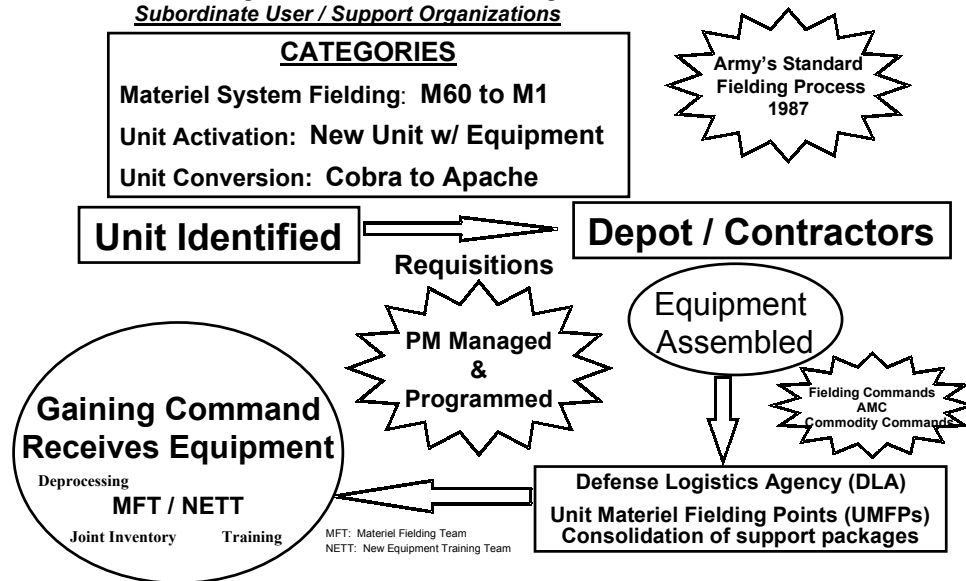 Subordinate User / Support Organizations
CATEGORIES
Materiel System Fielding: M60 to M1
Unit Activation: New Unit w/ Equipment
Unit Conversion: Cobra to Apache
Army's Standard
Fielding Process
1987
Unit Identified
Depot / Contractors
Requisitions
Equipment
Assembled
PM Managed
&
Programmed
Fielding Commands
AMC
Commodity Commands
Gaining Command
Receives Equipment
Deprocessing
MFT / NETT
Joint Inventory Training
MFT: Materiel Fielding Team
NETT: New Equipment Training Team
Defense Logistics Agency (DLA)
Unit Materiel Fielding Points (UMFPs)
Consolidation of support packages